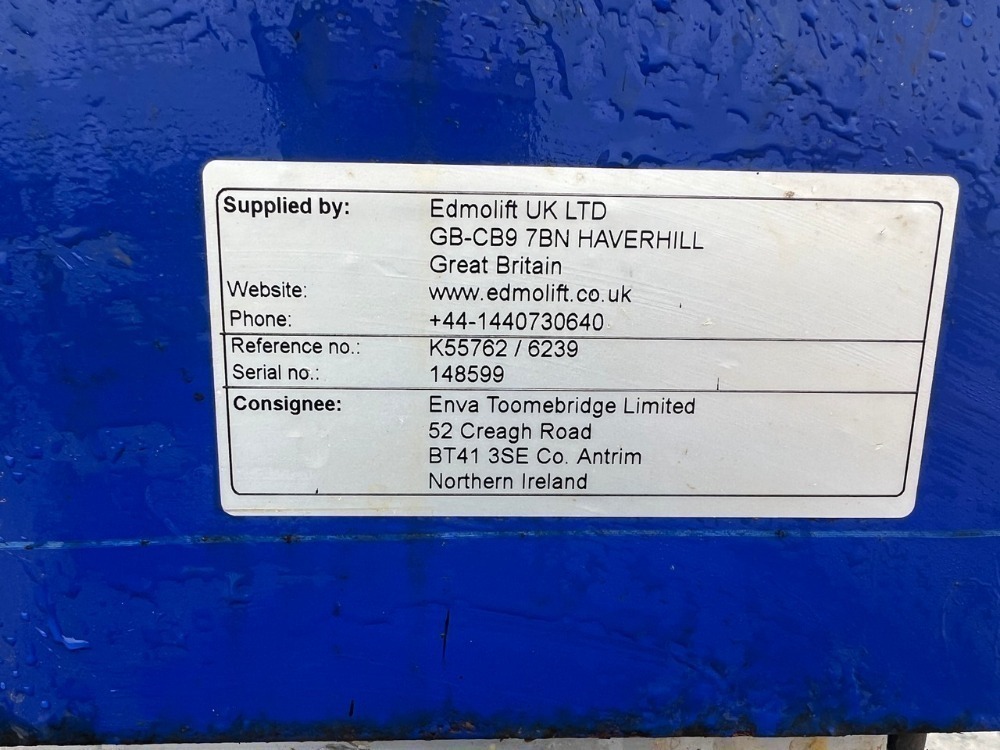 Supplied by: Edmolift UK LTD
GB-CB9 7BN HAVERHILL
Great Britain
Website: www.edmolift.co.uk
Phone: +44-1440730640
Reference no.: K55762 / 6239
Serial no.: 148599
Consignee: Enva Toomebridge Limited
52 Creagh Road
BT41 3SE Co. Antrim
Northern Ireland